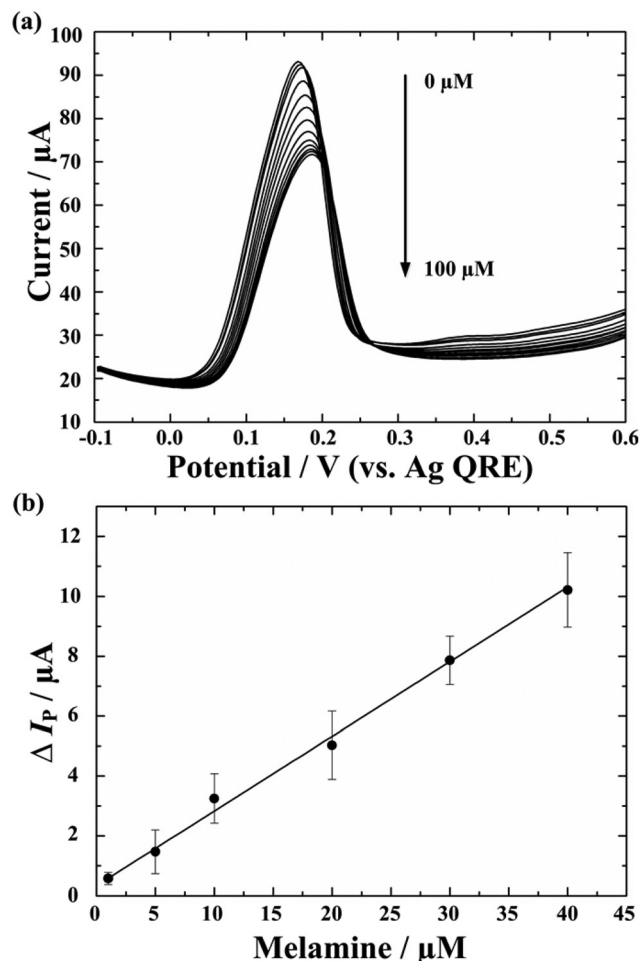 (a)
100
90
80
70
60
50
40
30
20
10
Current / μA
0 μM
100 μM
-0.1 0.0 0.1 0.2 0.3 0.4 0.5 0.6
Potential / V (vs. Ag QRE)
(b)
12
10
8
6
4
2
0
Δ IP / μA
0 5 10 15 20 25 30 35 40 45
Melamine / μM